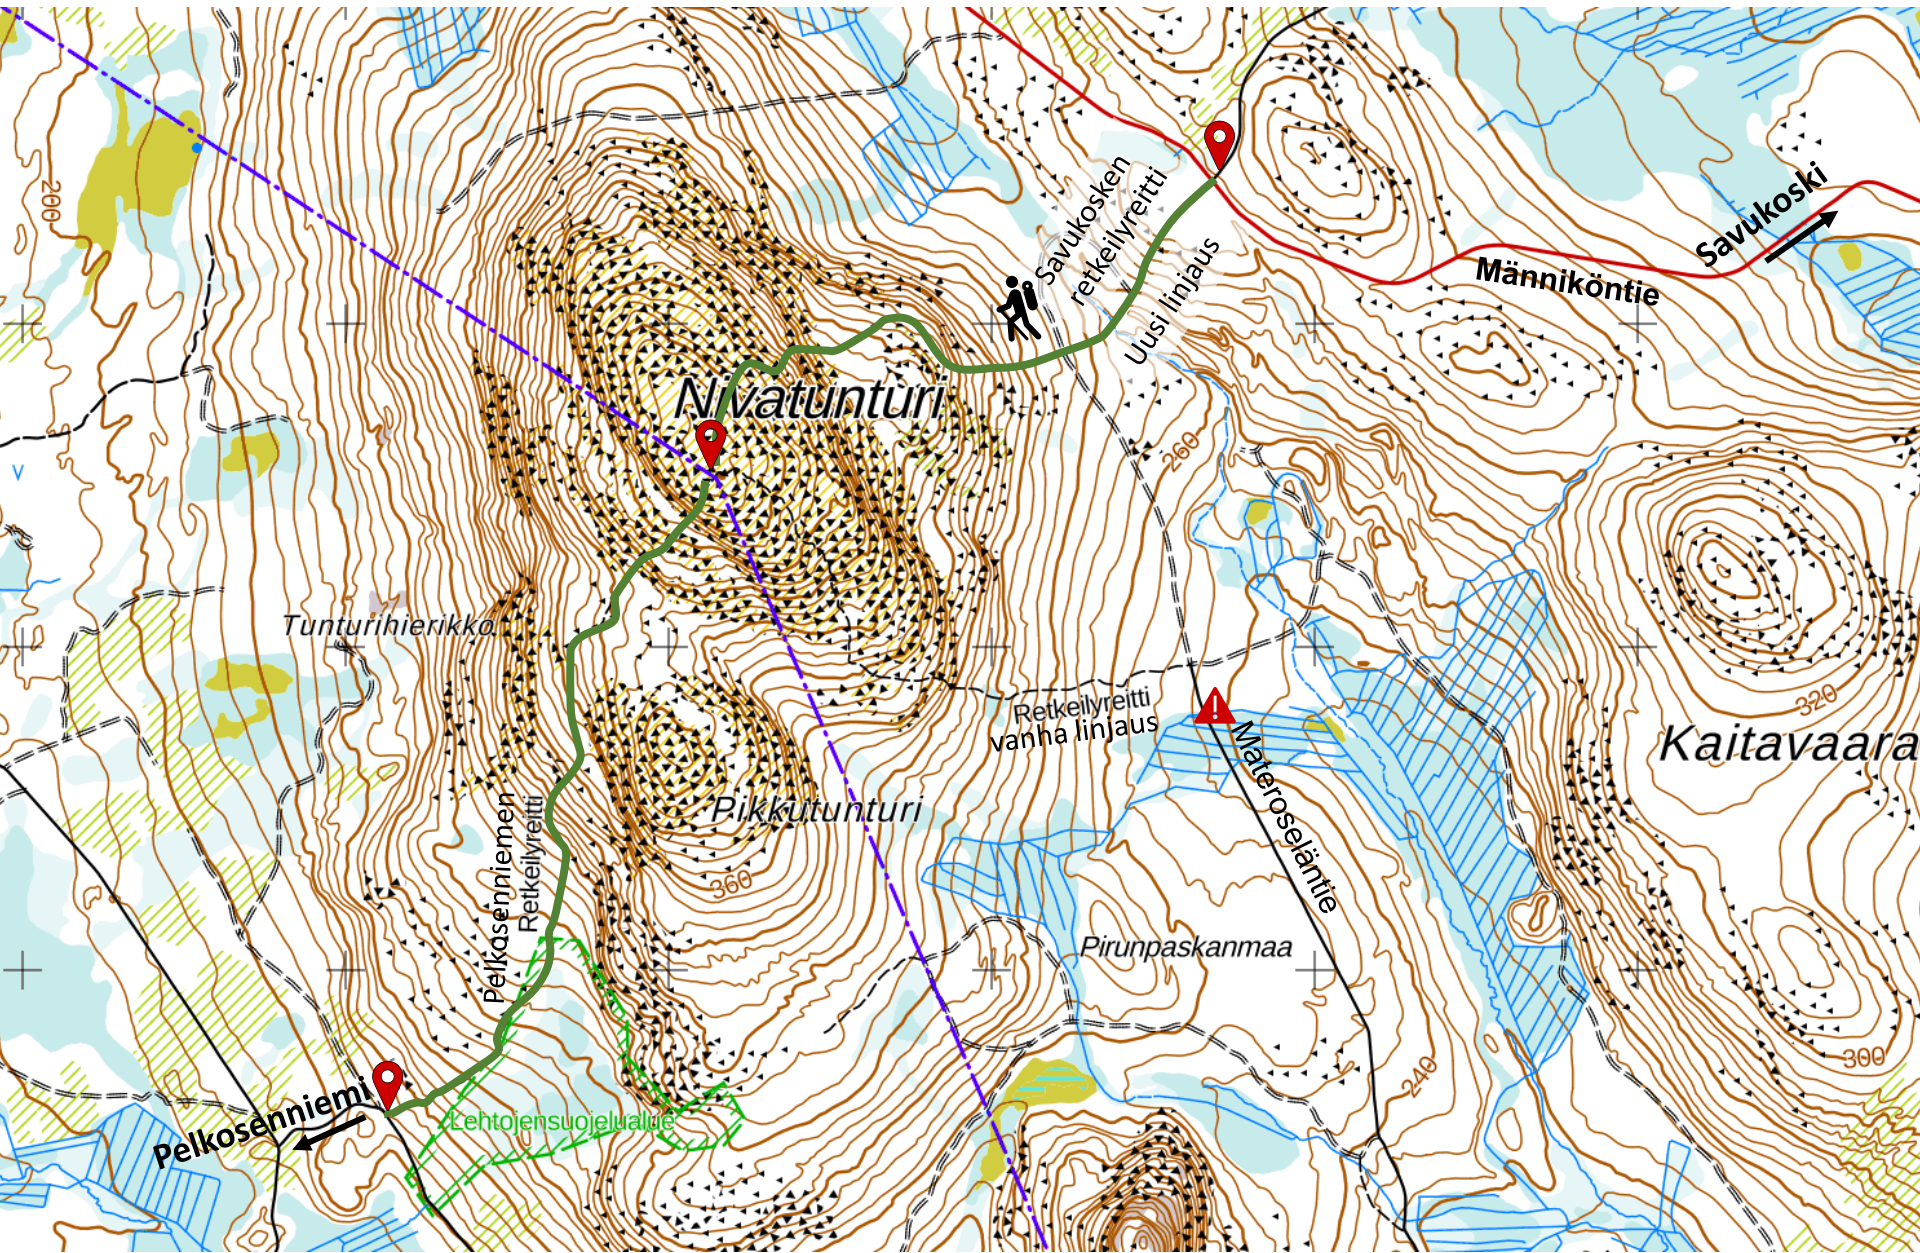 200
Savukosken
retkeilyreitti
Uusi linjaus
Savukoski
Männiköntie
Nivatunturi
260
Tunturihierikko
Retkeilyreitti
vanha linjaus
320
Kaitavaara
Materoseläntie
Pikkutunturi
Pelkosenniemen
Retkeilyreitti
360
Pirunpaskanmaa
300
240
Pelkosenniemi
Lehtojensuojelualue